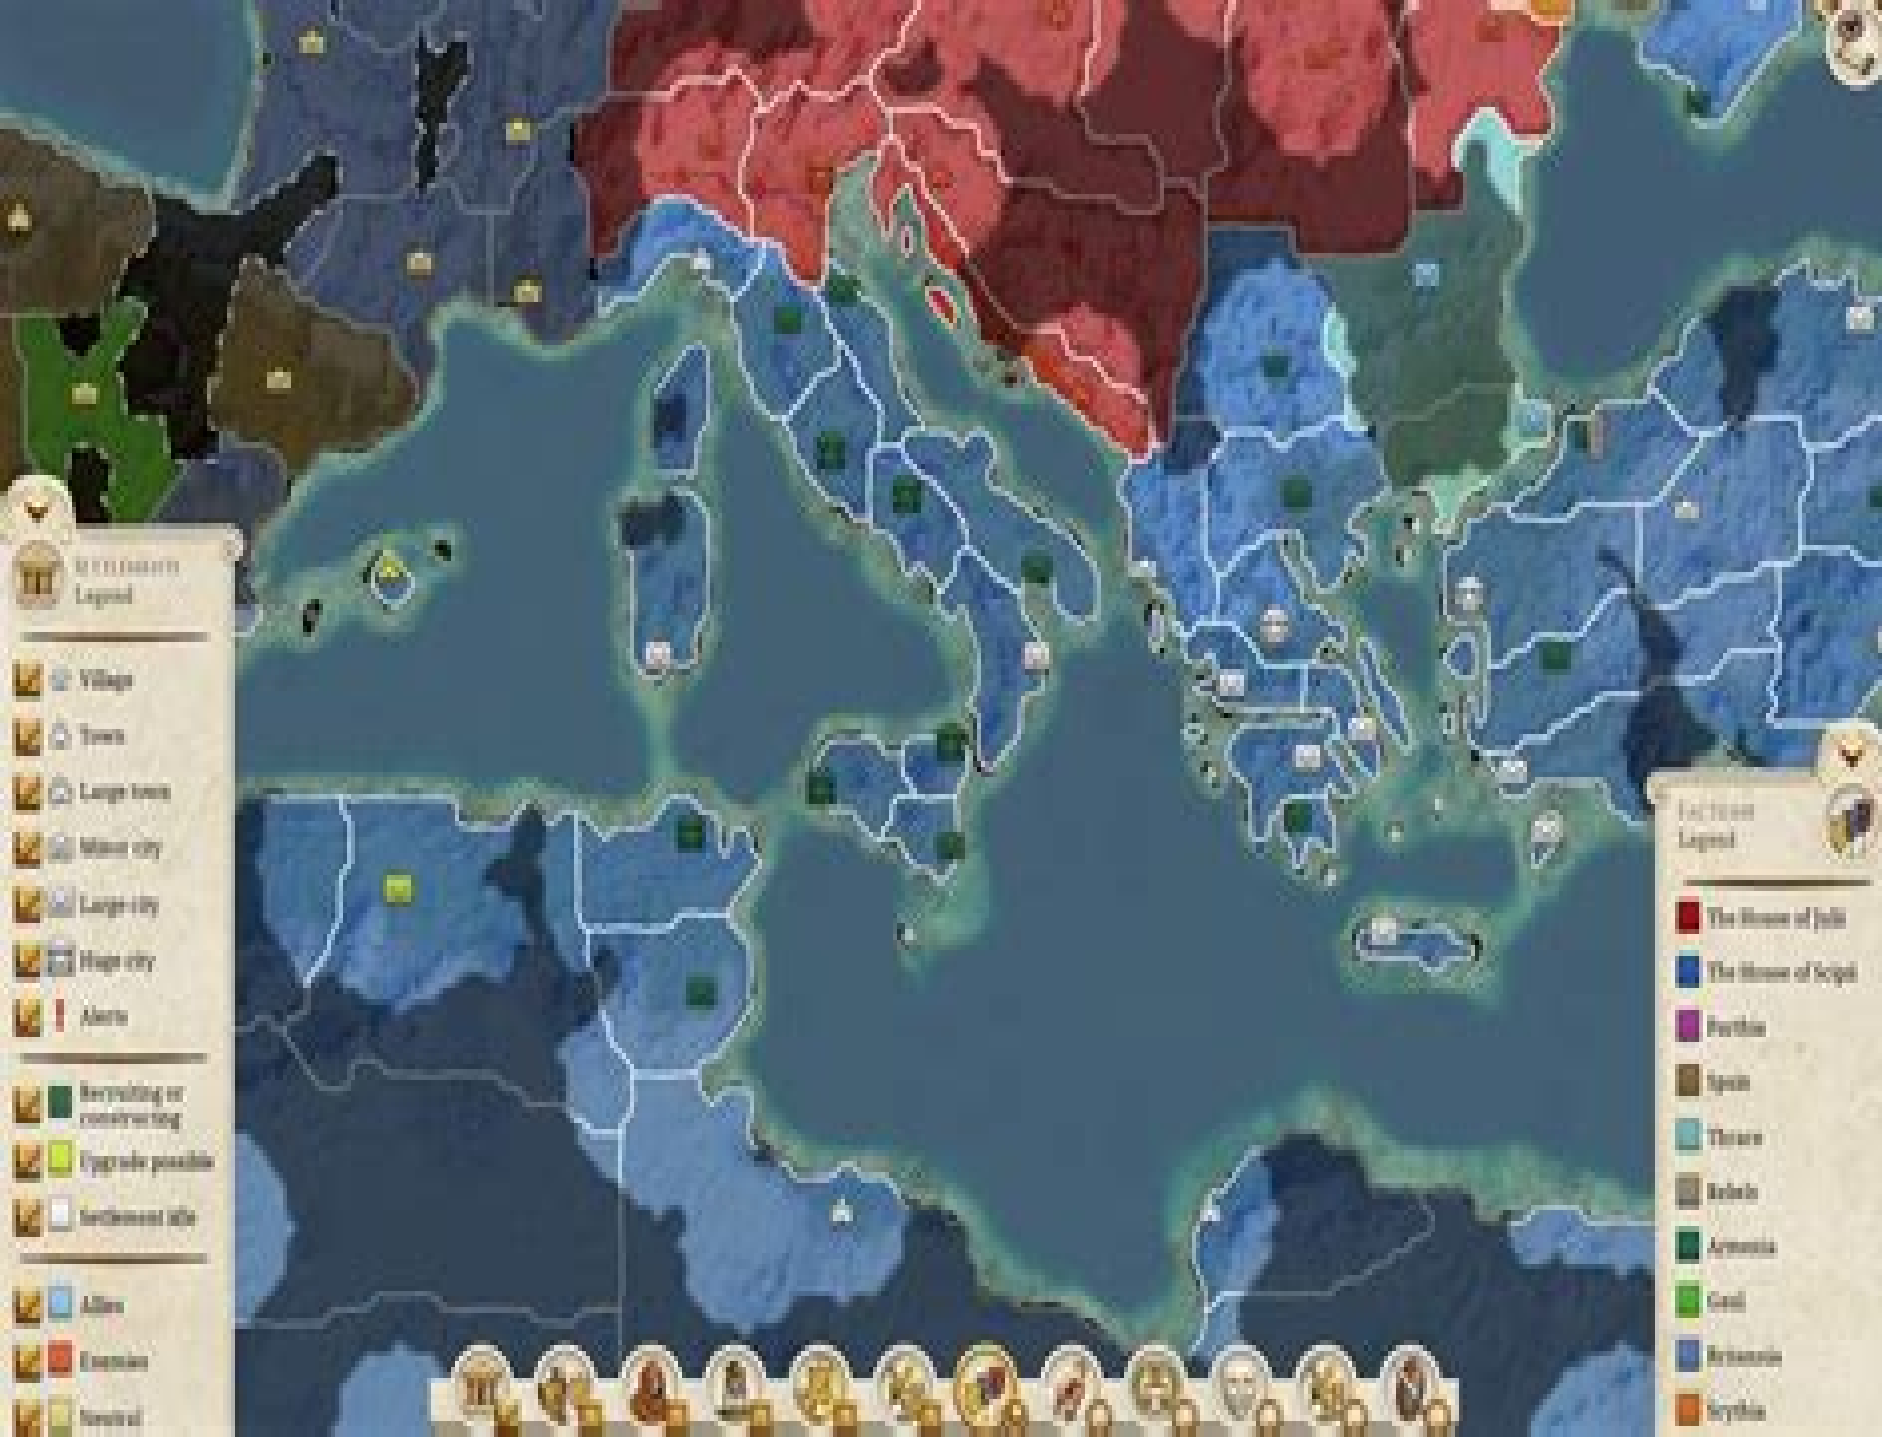 Legend
Village
Town
Large town
Minor city
Large city
Huge city
Alerts
Recruiting or
constructing
Upgrade possible
Settlement idle
Allies
Enemies
Neutral
Legend
The House of Julii
The House of Scipii
Parthia
Spain
Thrace
Rebels
Armenia
Gaul
Britannia
Scythia